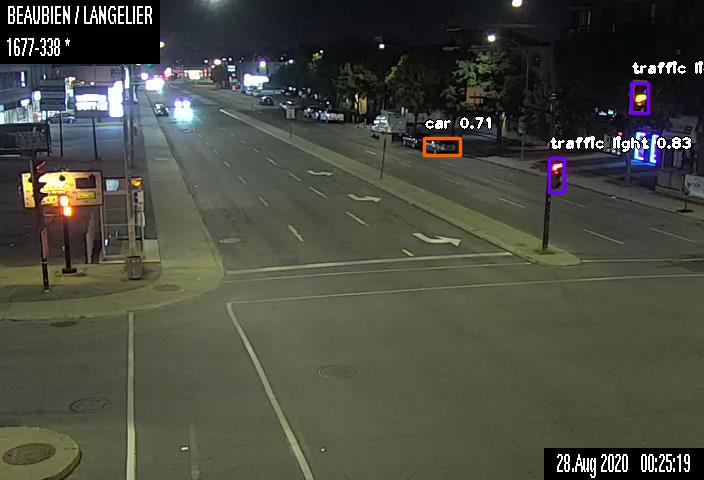 BEAUBIEN / LANGELIER
1677-338 *
traffic li
car 0.71
traffic light 0.83
28.Aug 2020 00:25:19